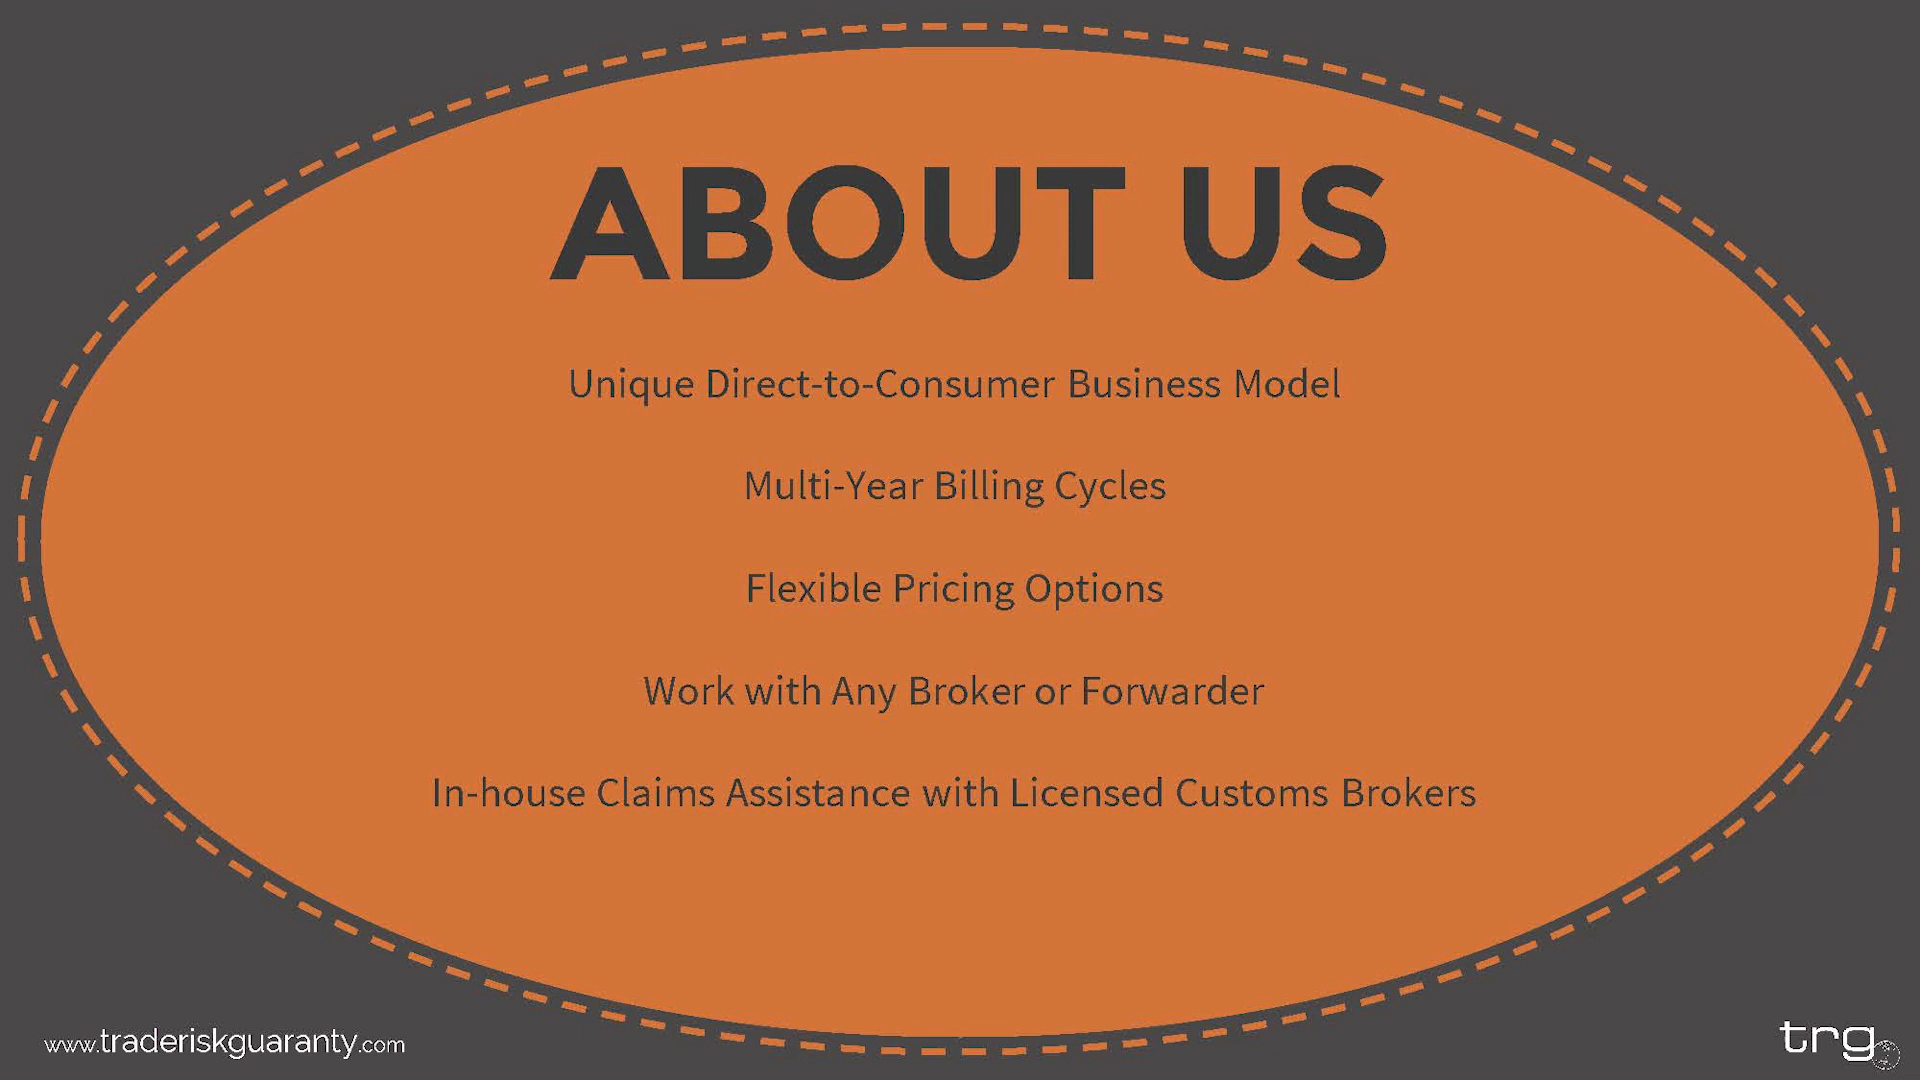 ABOUT US
Unique Direct-to-Consumer Business Model
Multi-Year Billing Cycles
Flexible Pricing Options
Work with Any Broker or Forwarder
In-house Claims Assistance with Licensed Customs Brokers
www.traderiskguaranty.com
trg